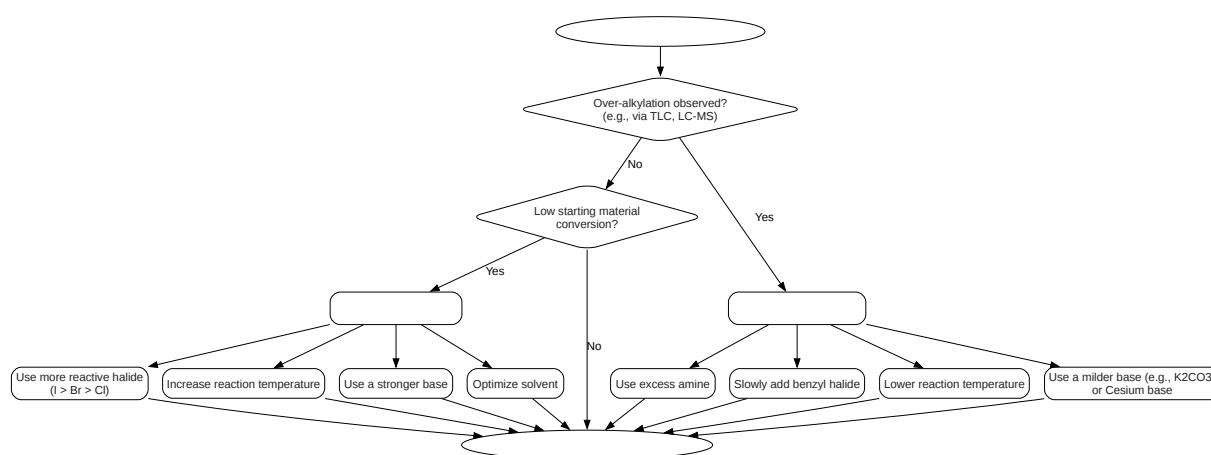 Over-alkylation observed?
(e.g., via TLC, LC-MS)
No
Low starting material
conversion?
Yes
Yes
No
Use more reactive halide
(I > Br > Cl)
Increase reaction temperature
Use a stronger base
Optimize solvent
Use excess amine
Slowly add benzyl halide
Lower reaction temperature
Use a milder base (e.g., K2CO3
or Cesium base